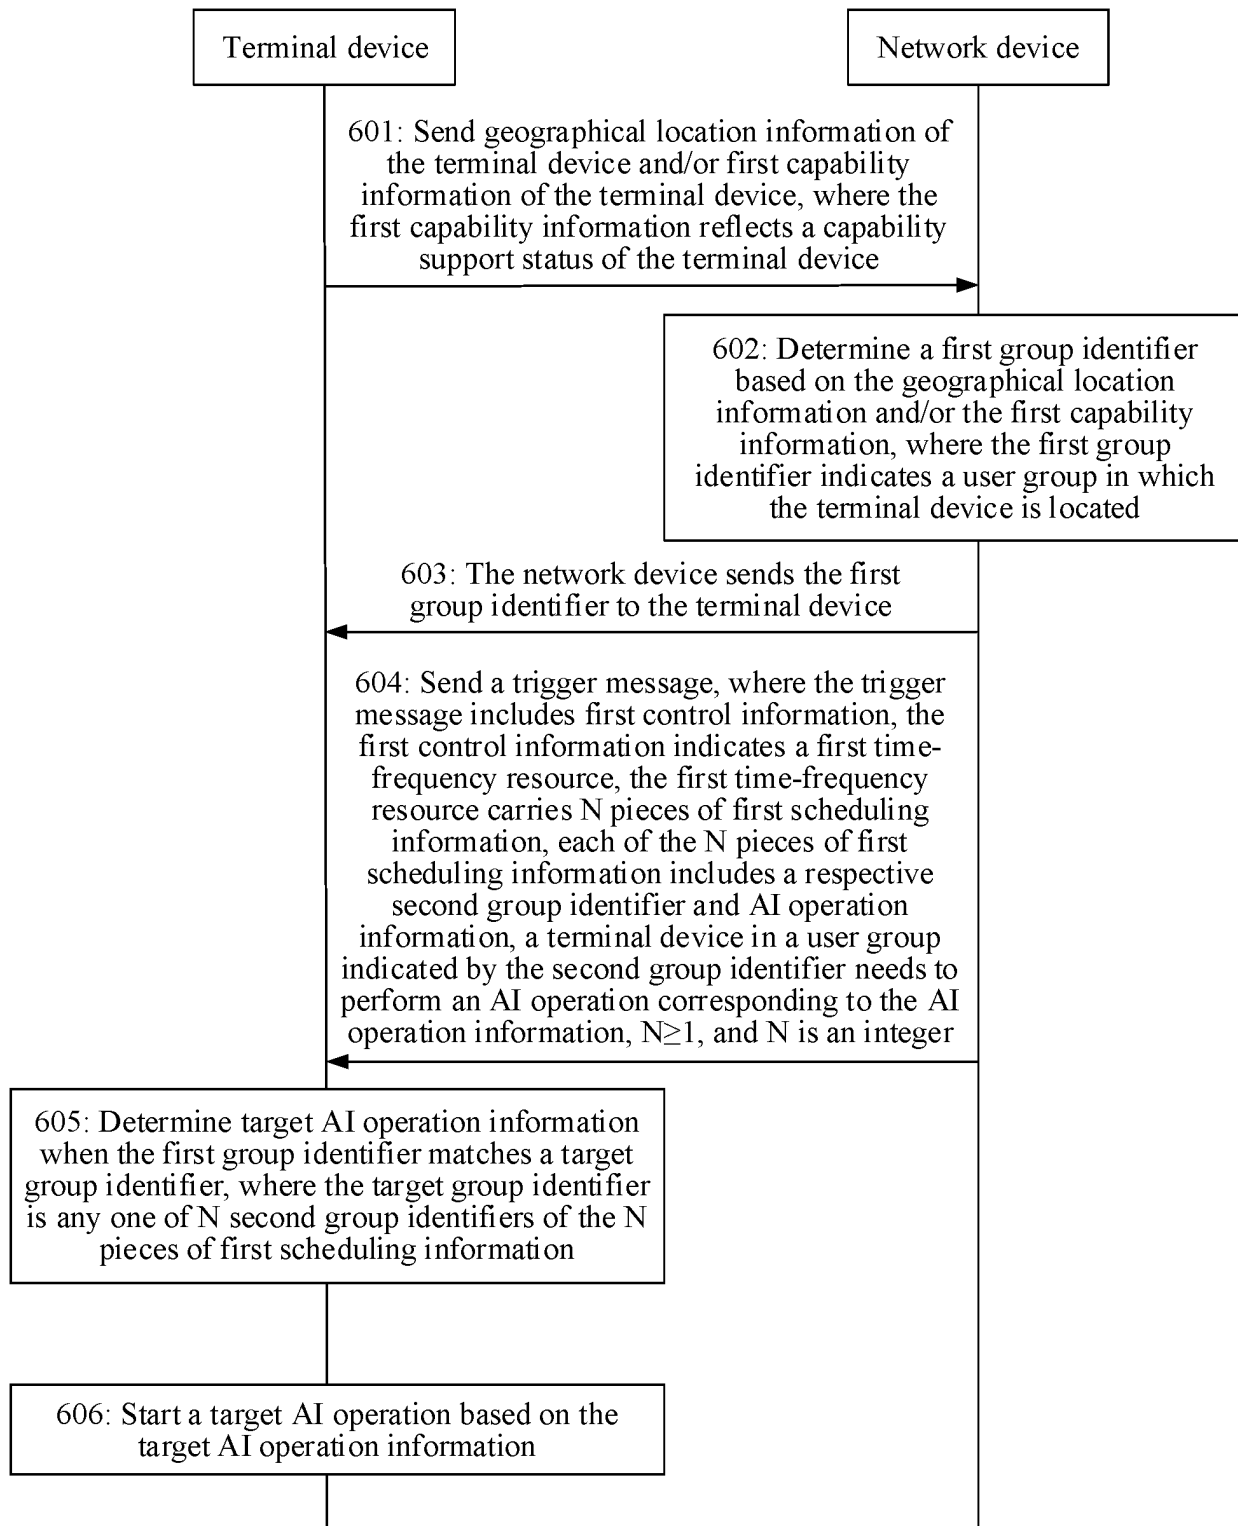 Terminal device
Network device
601: Send geographical location information of
the terminal device and/or first capability
information of the terminal device, where the
first capability information reflects a capability
support status of the terminal device
602: Determine a first group identifier
based on the geographical location
information and/or the first capability
information, where the first group
identifier indicates a user group in which
the terminal device is located
603: The network device sends the first
group identifier to the terminal device
604: Send a trigger message, where the trigger
message includes first control information, the
first control information indicates a first time-
frequency resource, the first time-frequency
resource carries N pieces of first scheduling
information, each of the N pieces of first
scheduling information includes a respective
second group identifier and AI operation
information, a terminal device in a user group
indicated by the second group identifier needs to
perform an AI operation corresponding to the AI
operation information, N≥1, and N is an integer
605: Determine target AI operation information
when the first group identifier matches a target
group identifier, where the target group identifier
is any one of N second group identifiers of the N
pieces of first scheduling information
606: Start a target AI operation based on the
target AI operation information